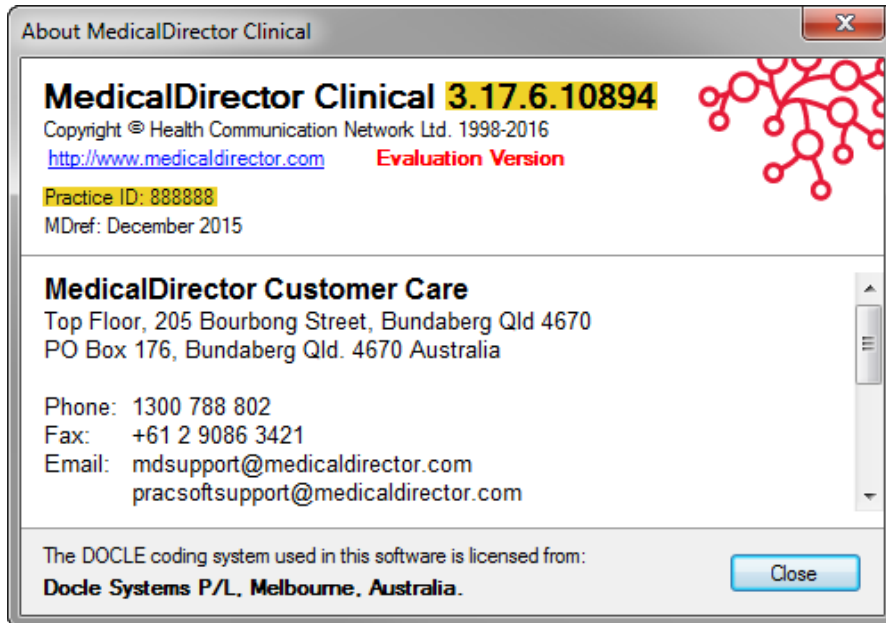 About MedicalDirector Clinical
MedicalDirector Clinical 3.17.6.10894
Copyright © Health Communication Network Ltd. 1998-2016
http://www.medicaldirector.com Evaluation Version
Practice ID: 888888
MDref: December 2015
MedicalDirector Customer Care
Top Floor, 205 Bourbong Street, Bundaberg Qld 4670
PO Box 176, Bundaberg Qld. 4670 Australia
Phone: 1300 788 802
Fax: +61 2 9086 3421
Email: mdsupport@medicaldirector.com
pracsoftsupport@medicaldirector.com
The DOCLE coding system used in this software is licensed from:
Docle Systems P/L, Melbourne, Australia.
Close